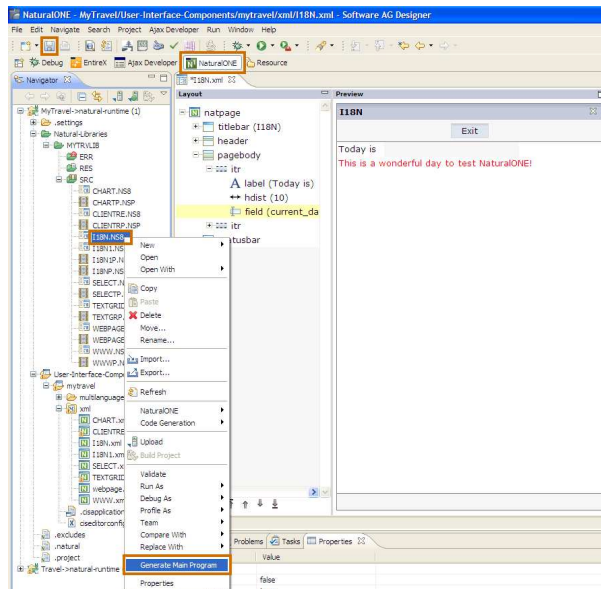 NaturalONE - MyTravel/User-Interface-Components/mytravel/xml/I18N.xml - Software AG Designer
File Edit Navigate Search Project Ajax Developer Run Window Help
Debug EntireX Ajax Developer NaturalONE Resource
Navigator
MyTravel->natural-runtime (1)
.settings
Natural-Libraries
MYTRVLIB
ERR
RES
SRC
CHART.NS8
CHARTP.NSP
CLIENTRE.NS8
CLIENTRP.NSP
I18N.NS8
I18N1.NS
I18N1P.N
I18NP.NS
SELECT.N
SELECTP.
TEXTGRID
TEXTGRP.
WEBPAGE
WEBPAGE
WWW.NS
WWWP.N
User-Interface-Compo
mytravel
multilanguage
xml
CHART.x
CLIENTRE
I18N.xml
I18N1.xml
SELECT.x
TEXTGRID
webpage.
WWW.xm
.cisapplication
ciseditorconfig
.excludes
.natural
.project
Travel->natural-runtime
New
Open
Open With
Copy
Paste
Delete
Move...
Rename...
Import...
Export...
Refresh
NaturalONE
Code Generation
Upload
Build Project
Validate
Run As
Debug As
Profile As
Team
Compare With
Replace With
Generate Main Program
Properties
*I18N.xml
Layout
natpage
titlebar (I18N)
header
pagebody
itr
label (Today is)
hdist (10)
field (current_da
itr
tusbar
Preview
I18N
Exit
Today is
This is a wonderful day to test NaturalONE!
Problems Tasks Properties
Value
false